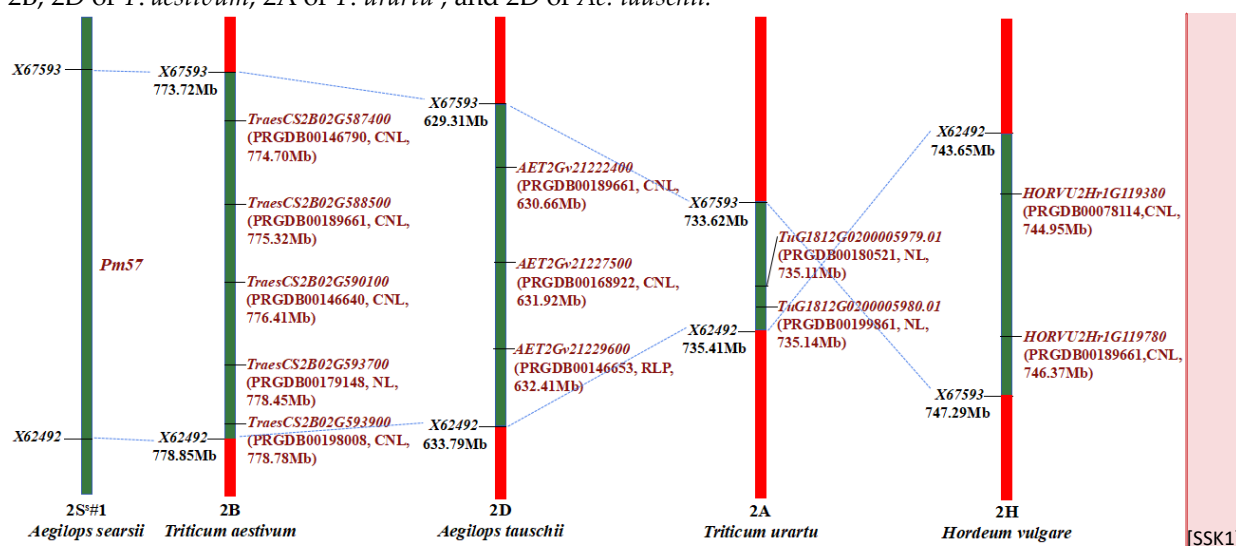 2B, 2D of T. aestivum, 2A of T. urartu , and 2D of Ae. tauschii.
X67593
X62492
Pm57
2Sˢ#1
Aegilops searsii
X67593
773.72Mb
TraesCS2B02G587400
(PRGDB00146790, CNL,
774.70Mb)
TraesCS2B02G588500
(PRGDB00189661, CNL,
775.32Mb)
TraesCS2B02G590100
(PRGDB00146640, CNL,
776.41Mb)
TraesCS2B02G593700
(PRGDB00179148, NL,
778.45Mb)
TraesCS2B02G593900
(PRGDB00198008, CNL,
778.78Mb)
X62492
778.85Mb
2B
Triticum aestivum
X67593
629.31Mb
AET2Gv21222400
(PRGDB00189661, CNL,
630.66Mb)
AET2Gv21227500
(PRGDB00168922, CNL,
631.92Mb)
AET2Gv21229600
(PRGDB00146653, RLP,
632.41Mb)
X62492
633.79Mb
2D
Aegilops tauschii
X67593
733.62Mb
TuG1812G0200005979.01
(PRGDB00180521, NL,
735.11Mb)
TuG1812G0200005980.01
(PRGDB00199861, NL,
735.14Mb)
X62492
735.41Mb
2A
Triticum urartu
X62492
743.65Mb
HORVU2Hr1G119380
(PRGDB00078114,CNL,
744.95Mb)
HORVU2Hr1G119780
(PRGDB00189661,CNL,
746.37Mb)
X67593
747.29Mb
2H
Hordeum vulgare
[SSK1